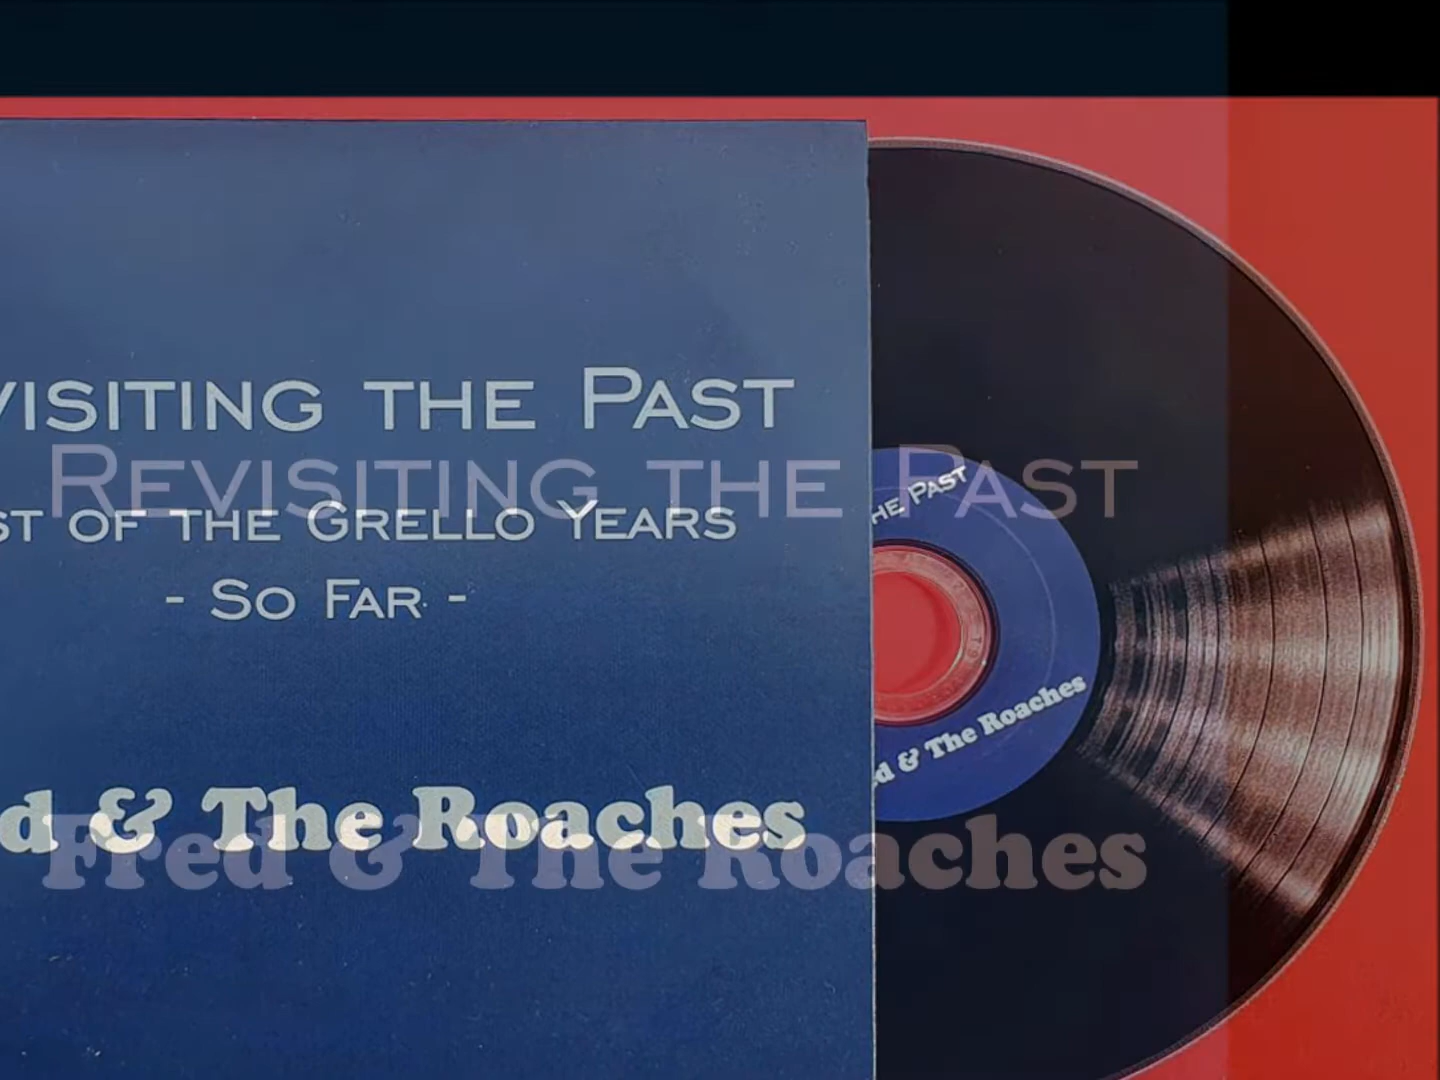 VISITING THE PAST
REVISITING THE PAST
ST OF THE GRELLO YEARS
- SO FAR -
HE PAST
d & The Roaches
Fred & The Roaches
ed & The Roaches